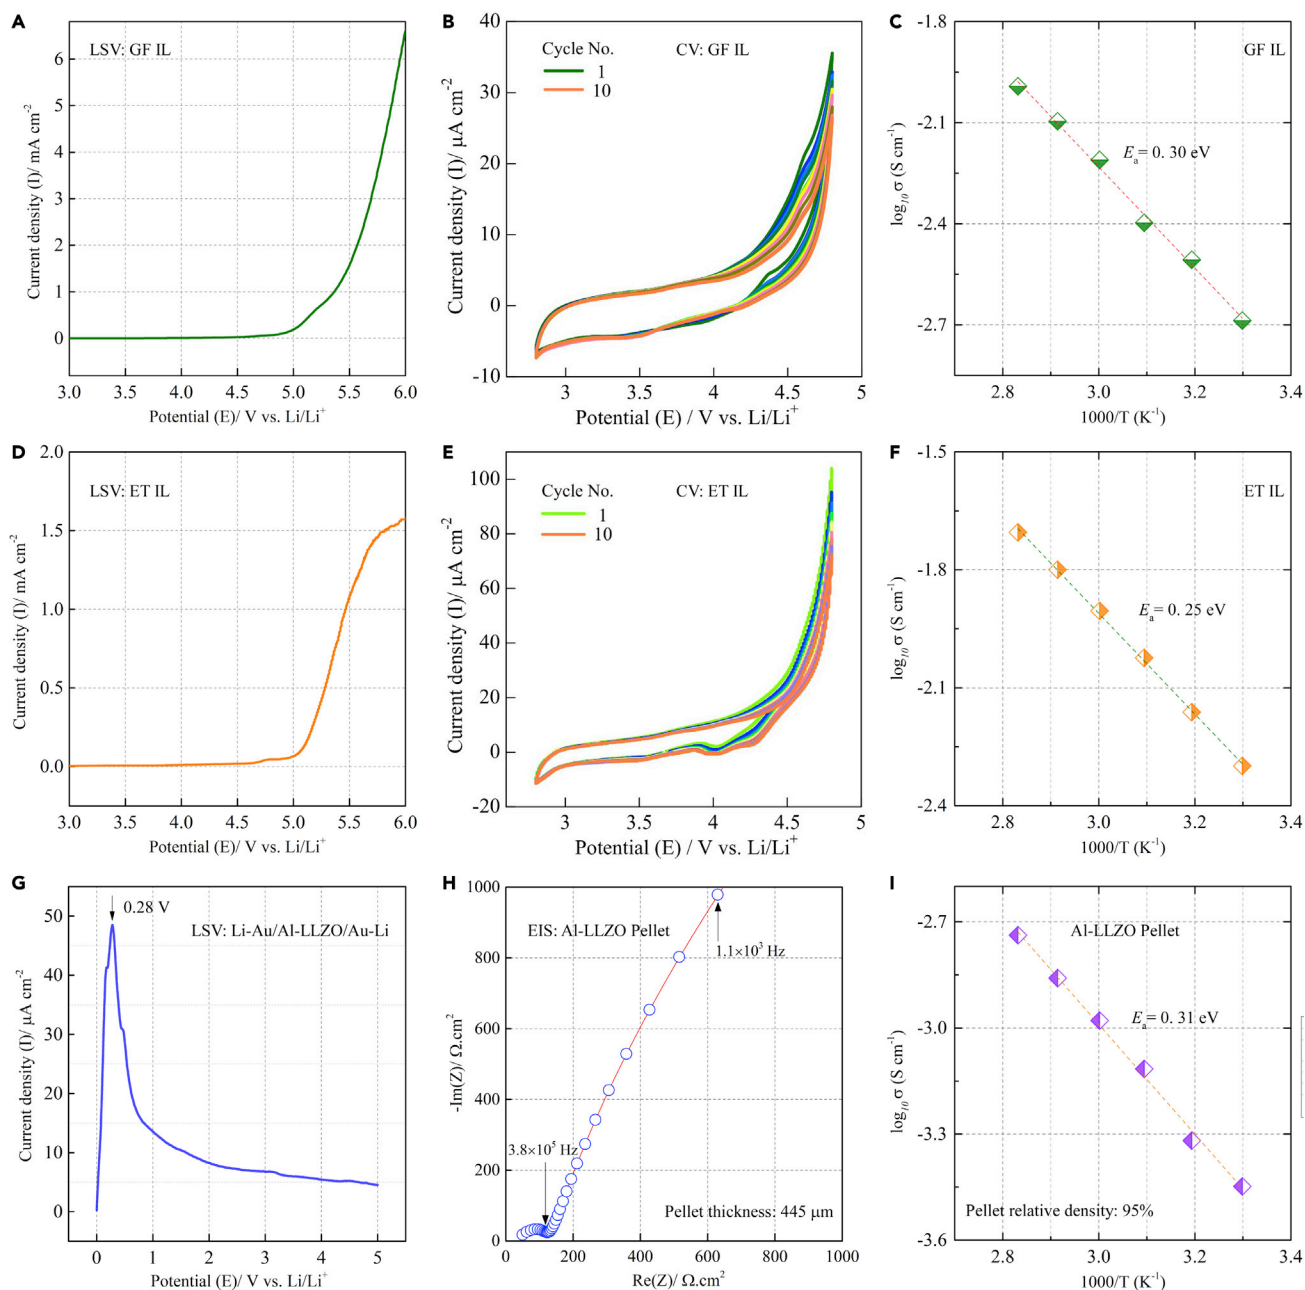 A
LSV: GF IL
6
5
4
3
2
1
0
Current density (I)/ mA cm-2
3.0 3.5 4.0 4.5 5.0 5.5 6.0
Potential (E)/ V vs. Li/Li+
B
Cycle No.
1
10
CV: GF IL
40
30
20
10
0
-10
Current density (I)/ μA cm-2
3 3.5 4 4.5 5
Potential (E) / V vs. Li/Li+
C
GF IL
-1.8
-2.1
-2.4
-2.7
log10 σ (S cm-1)
Ea = 0. 30 eV
2.8 3.0 3.2 3.4
1000/T (K-1)
D
LSV: ET IL
2.0
1.5
1.0
0.5
0.0
Current density (I)/ mA cm-2
3.0 3.5 4.0 4.5 5.0 5.5 6.0
Potential (E)/ V vs. Li/Li+
E
Cycle No.
1
10
CV: ET IL
100
80
60
40
20
0
-20
Current density (I)/ μA cm-2
3 3.5 4 4.5 5
Potential (E) / V vs. Li/Li+
F
ET IL
-1.5
-1.8
-2.1
-2.4
log10 σ (S cm-1)
Ea = 0. 25 eV
2.8 3.0 3.2 3.4
1000/T (K-1)
G
0.28 V
LSV: Li-Au/Al-LLZO/Au-Li
50
40
30
20
10
0
Current density (I)/ μA cm-2
0 1 2 3 4 5
Potential (E)/ V vs. Li/Li+
H
EIS: Al-LLZO Pellet
1.1×103 Hz
3.8×105 Hz
Pellet thickness: 445 μm
1000
800
600
400
200
0
-Im(Z)/ Ω.cm2
0 200 400 600 800 1000
Re(Z)/ Ω.cm2
I
Al-LLZO Pellet
-2.7
-3.0
-3.3
-3.6
log10 σ (S cm-1)
Ea = 0. 31 eV
Pellet relative density: 95%
2.8 3.0 3.2 3.4
1000/T (K-1)